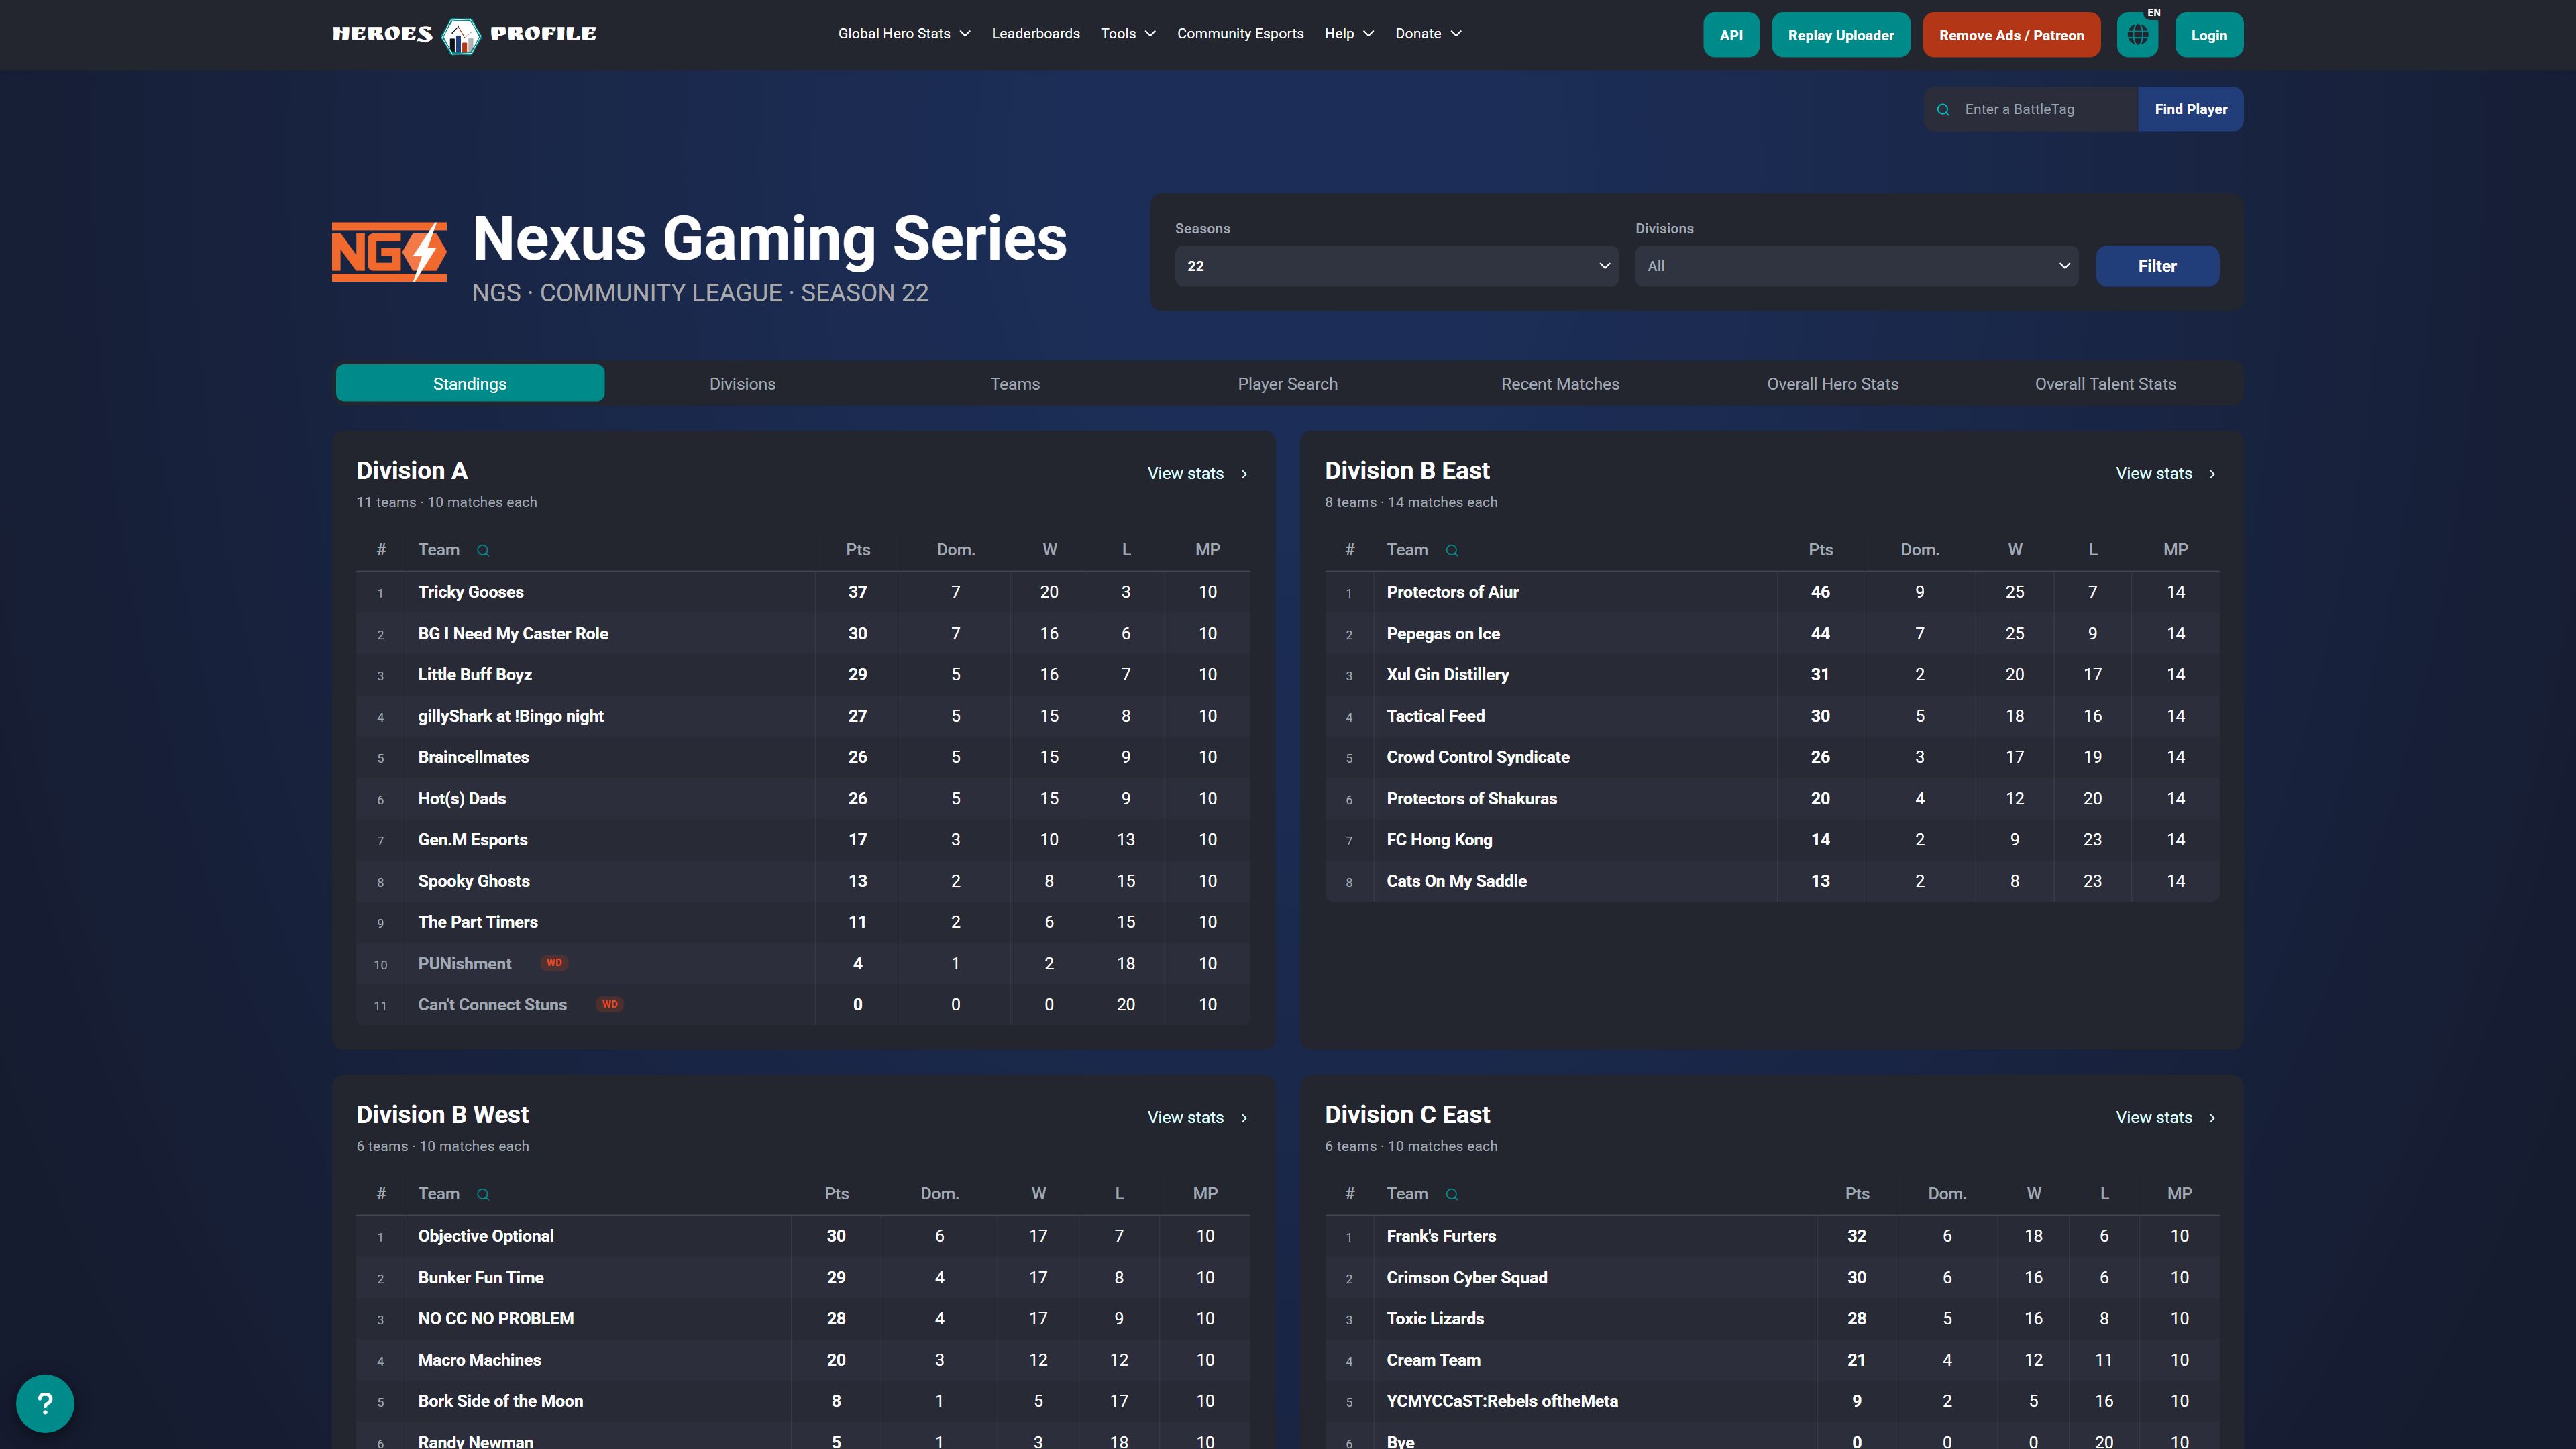 HEROES PROFILE
Global Hero Stats Leaderboards Tools Community Esports Help Donate
API Replay Uploader Remove Ads / Patreon EN Login
Enter a BattleTag Find Player
NGS
Nexus Gaming Series
NGS · COMMUNITY LEAGUE · SEASON 22
Seasons Divisions
22 All Filter
Standings Divisions Teams Player Search Recent Matches Overall Hero Stats Overall Talent Stats
Division A View stats
11 teams · 10 matches each
# Team Pts Dom. W L MP
1 Tricky Gooses 37 7 20 3 10
2 BG I Need My Caster Role 30 7 16 6 10
3 Little Buff Boyz 29 5 16 7 10
4 gillyShark at !Bingo night 27 5 15 8 10
5 Braincellmates 26 5 15 9 10
6 Hot(s) Dads 26 5 15 9 10
7 Gen.M Esports 17 3 10 13 10
8 Spooky Ghosts 13 2 8 15 10
9 The Part Timers 11 2 6 15 10
10 PUNishment WD 4 1 2 18 10
11 Can't Connect Stuns WD 0 0 0 20 10
Division B East View stats
8 teams · 14 matches each
# Team Pts Dom. W L MP
1 Protectors of Aiur 46 9 25 7 14
2 Pepegas on Ice 44 7 25 9 14
3 Xul Gin Distillery 31 2 20 17 14
4 Tactical Feed 30 5 18 16 14
5 Crowd Control Syndicate 26 3 17 19 14
6 Protectors of Shakuras 20 4 12 20 14
7 FC Hong Kong 14 2 9 23 14
8 Cats On My Saddle 13 2 8 23 14
Division B West View stats
6 teams · 10 matches each
# Team Pts Dom. W L MP
1 Objective Optional 30 6 17 7 10
2 Bunker Fun Time 29 4 17 8 10
3 NO CC NO PROBLEM 28 4 17 9 10
4 Macro Machines 20 3 12 12 10
5 Bork Side of the Moon 8 1 5 17 10
6 Randy Newman 5 1 3 18 10
Division C East View stats
6 teams · 10 matches each
# Team Pts Dom. W L MP
1 Frank's Furters 32 6 18 6 10
2 Crimson Cyber Squad 30 6 16 6 10
3 Toxic Lizards 28 5 16 8 10
4 Cream Team 21 4 12 11 10
5 YCMYCCaST:Rebels oftheMeta 9 2 5 16 10
6 Bye 0 0 0 20 10
?